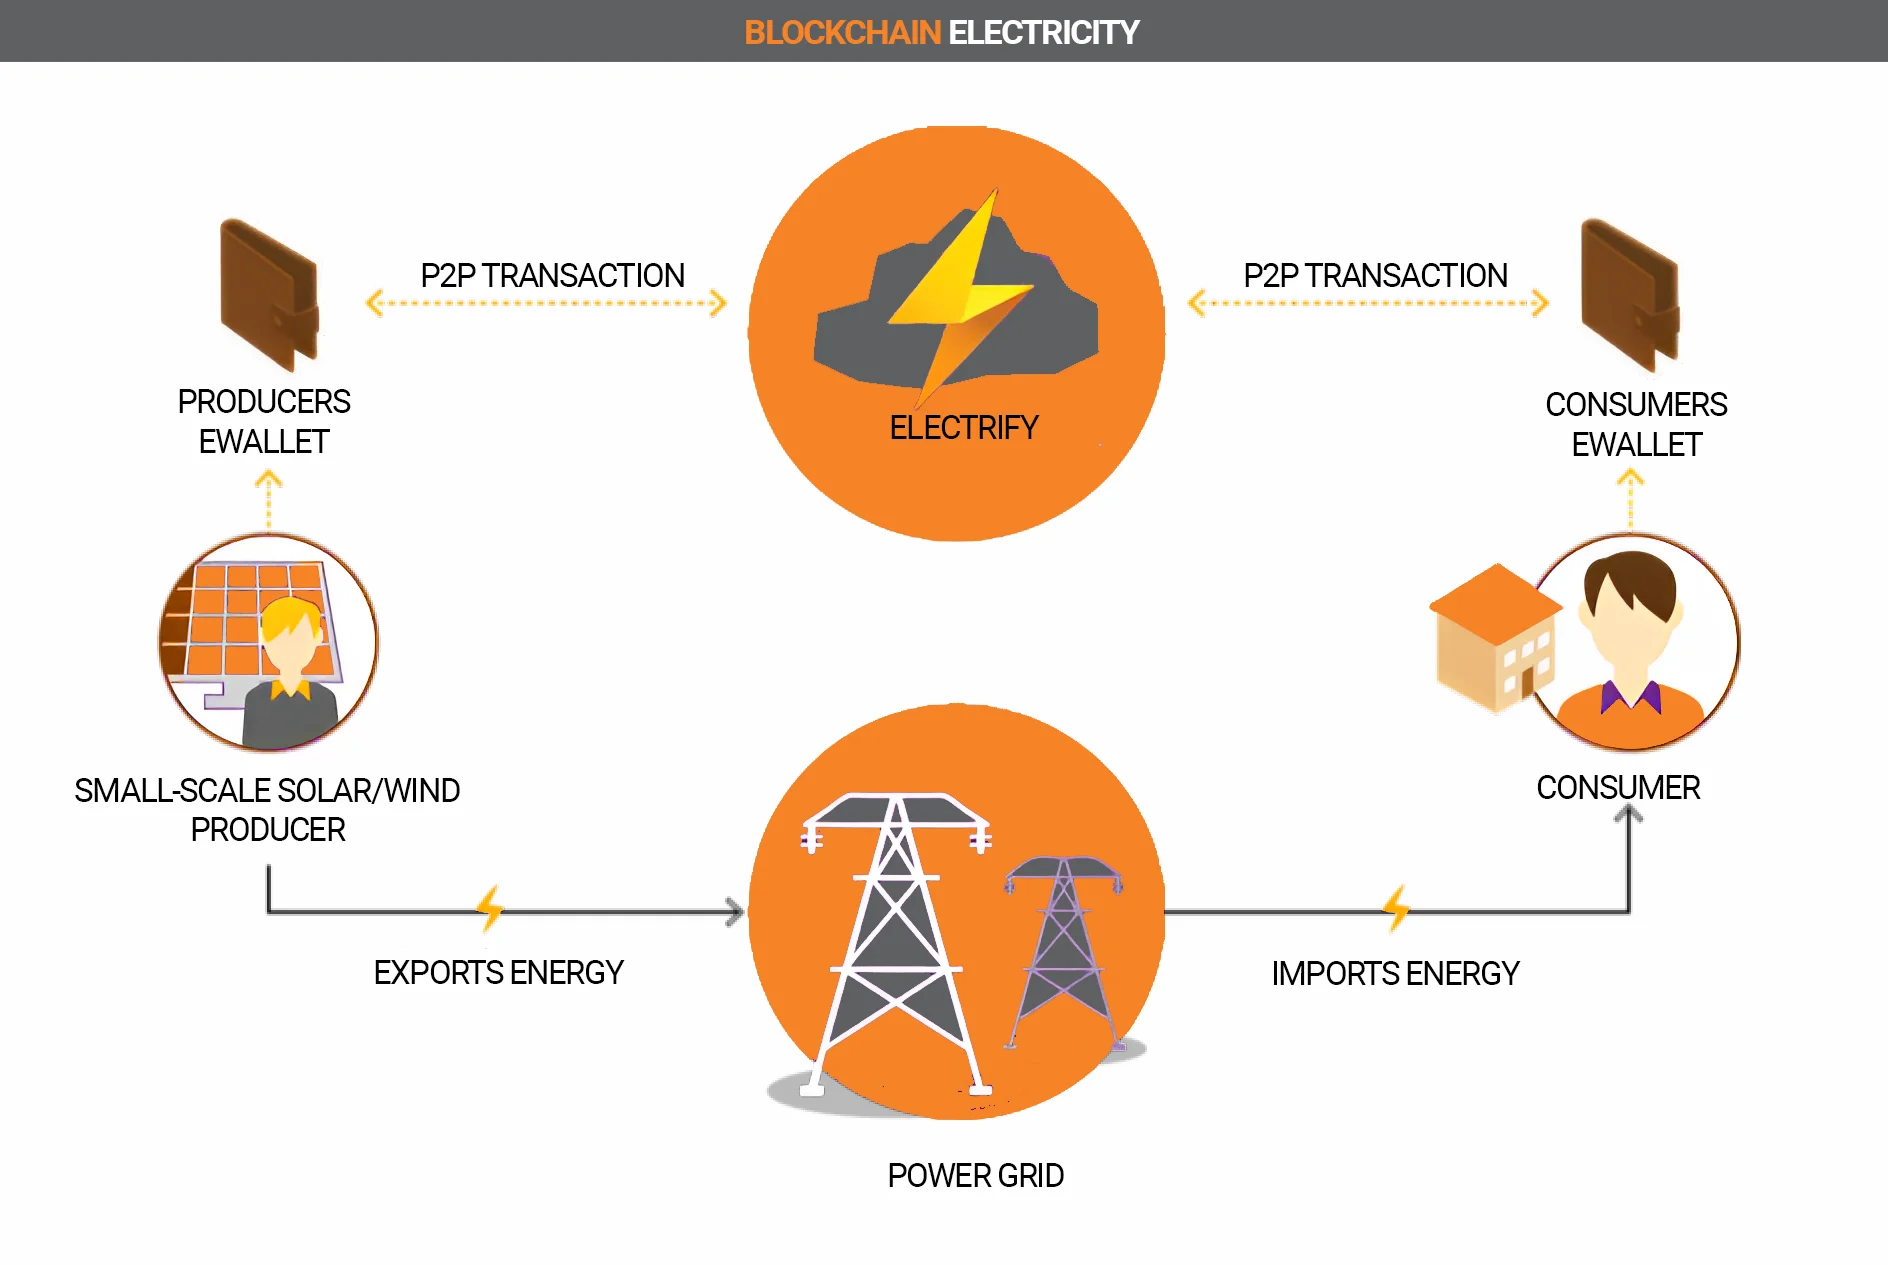 BLOCKCHAIN ELECTRICITY
P2P TRANSACTION
P2P TRANSACTION
PRODUCERS
EWALLET
ELECTRIFY
CONSUMERS
EWALLET
SMALL-SCALE SOLAR/WIND
PRODUCER
CONSUMER
EXPORTS ENERGY
IMPORTS ENERGY
POWER GRID